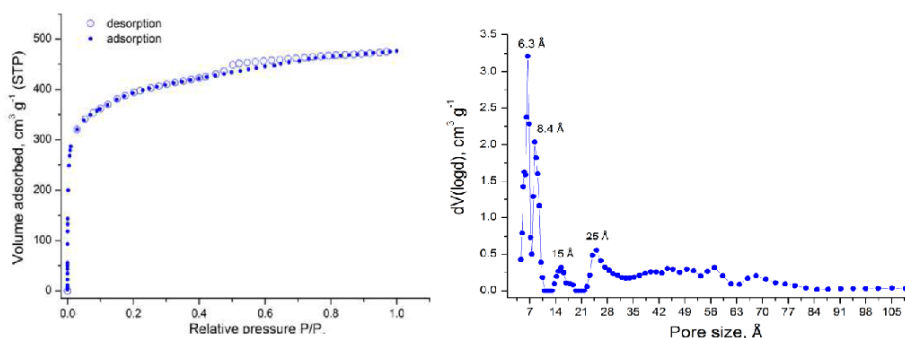 desorption
adsorption
Volume adsorbed, cm³ g⁻¹ (STP)
500
400
300
200
100
0
0.0 0.2 0.4 0.6 0.8 1.0
Relative pressure P/P.
dV(logd), cm³ g⁻¹
3.5
3.0
2.5
2.0
1.5
1.0
0.5
0.0
6.3 Å
8.4 Å
15 Å
25 Å
7 14 21 28 35 42 49 56 63 70 77 84 91 98 105
Pore size, Å